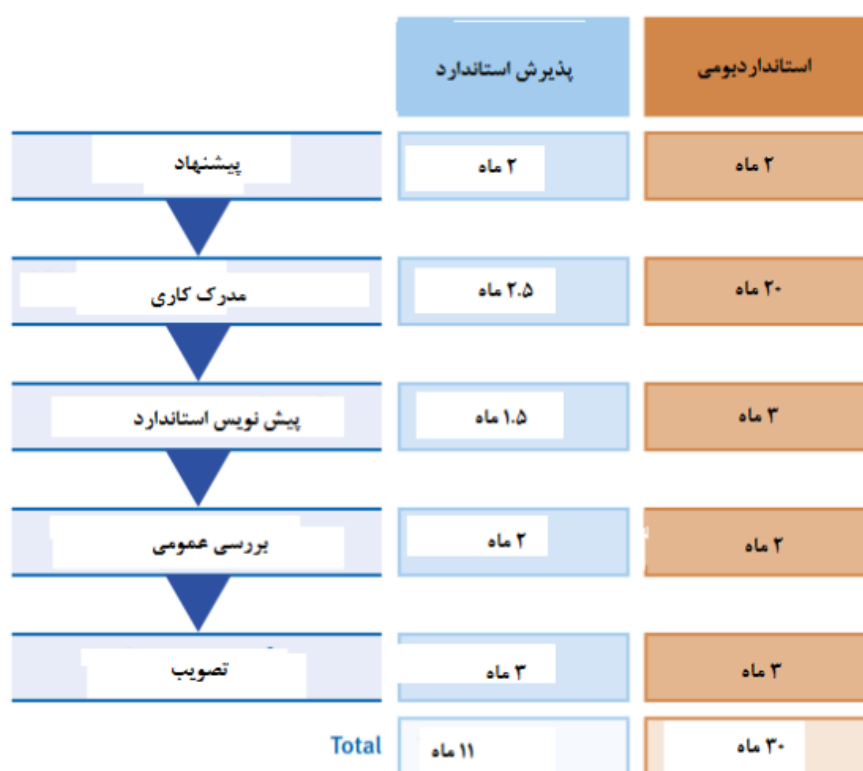 استانداردبومی
پذیرش استاندارد
پیشنهاد
۲ ماه
۲ ماه
مدرک کاری
۲.۵ ماه
۲۰ ماه
پیش نویس استاندارد
۱.۵ ماه
۳ ماه
بررسی عمومی
۲ ماه
۲ ماه
تصویب
۳ ماه
۳ ماه
Total
۱۱ ماه
۳۰ ماه